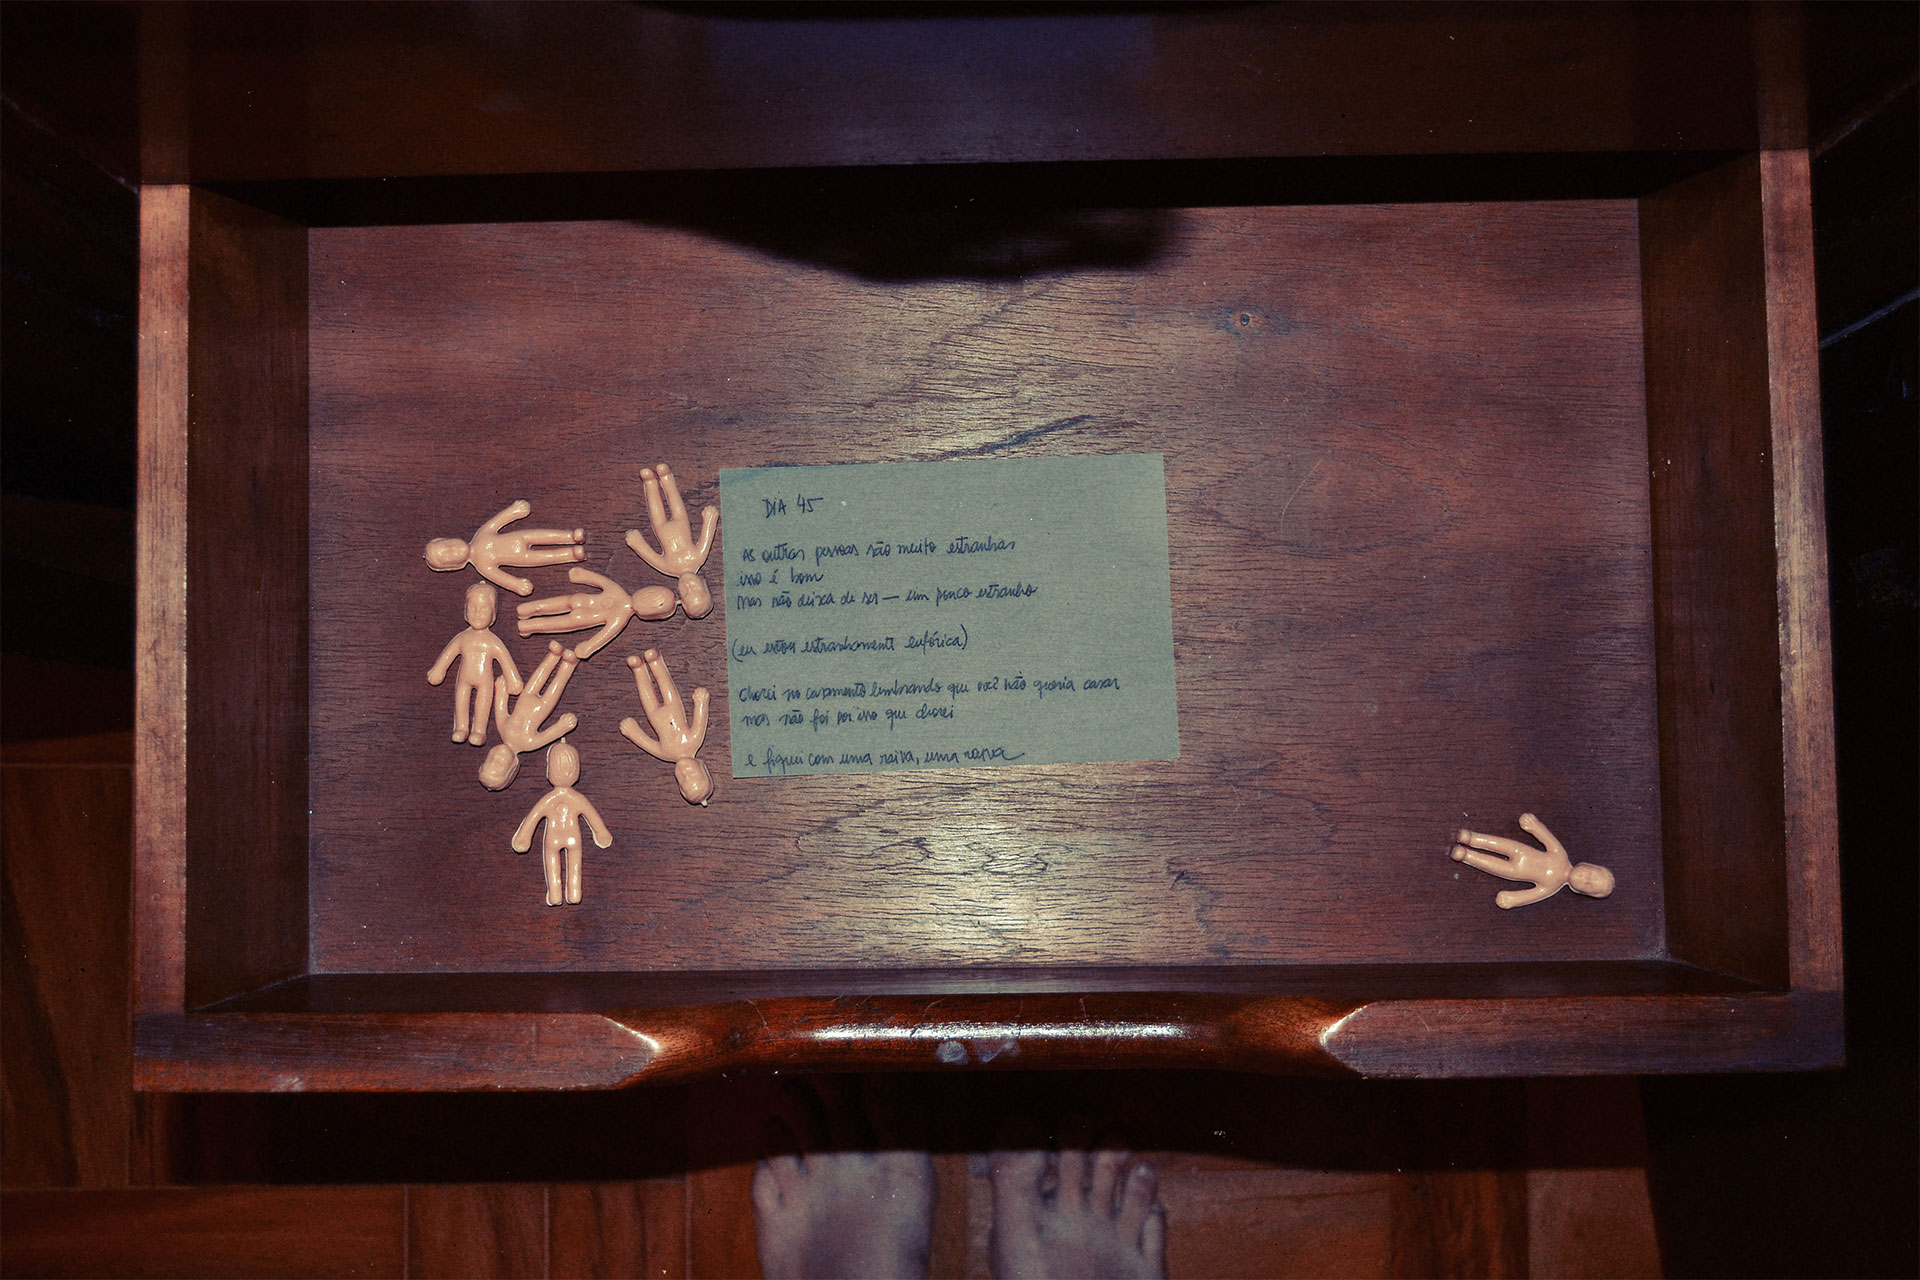 DIA 45
As outras pessoas são muito estranhas
isso é bom
mas não deixa de ser — um pouco estranho
(eu estou estranhamente eufórica)
chorei no casamento lembrando que você não queria casar
mas não foi por isso que chorei
e fiquei com uma raiva, uma raiva